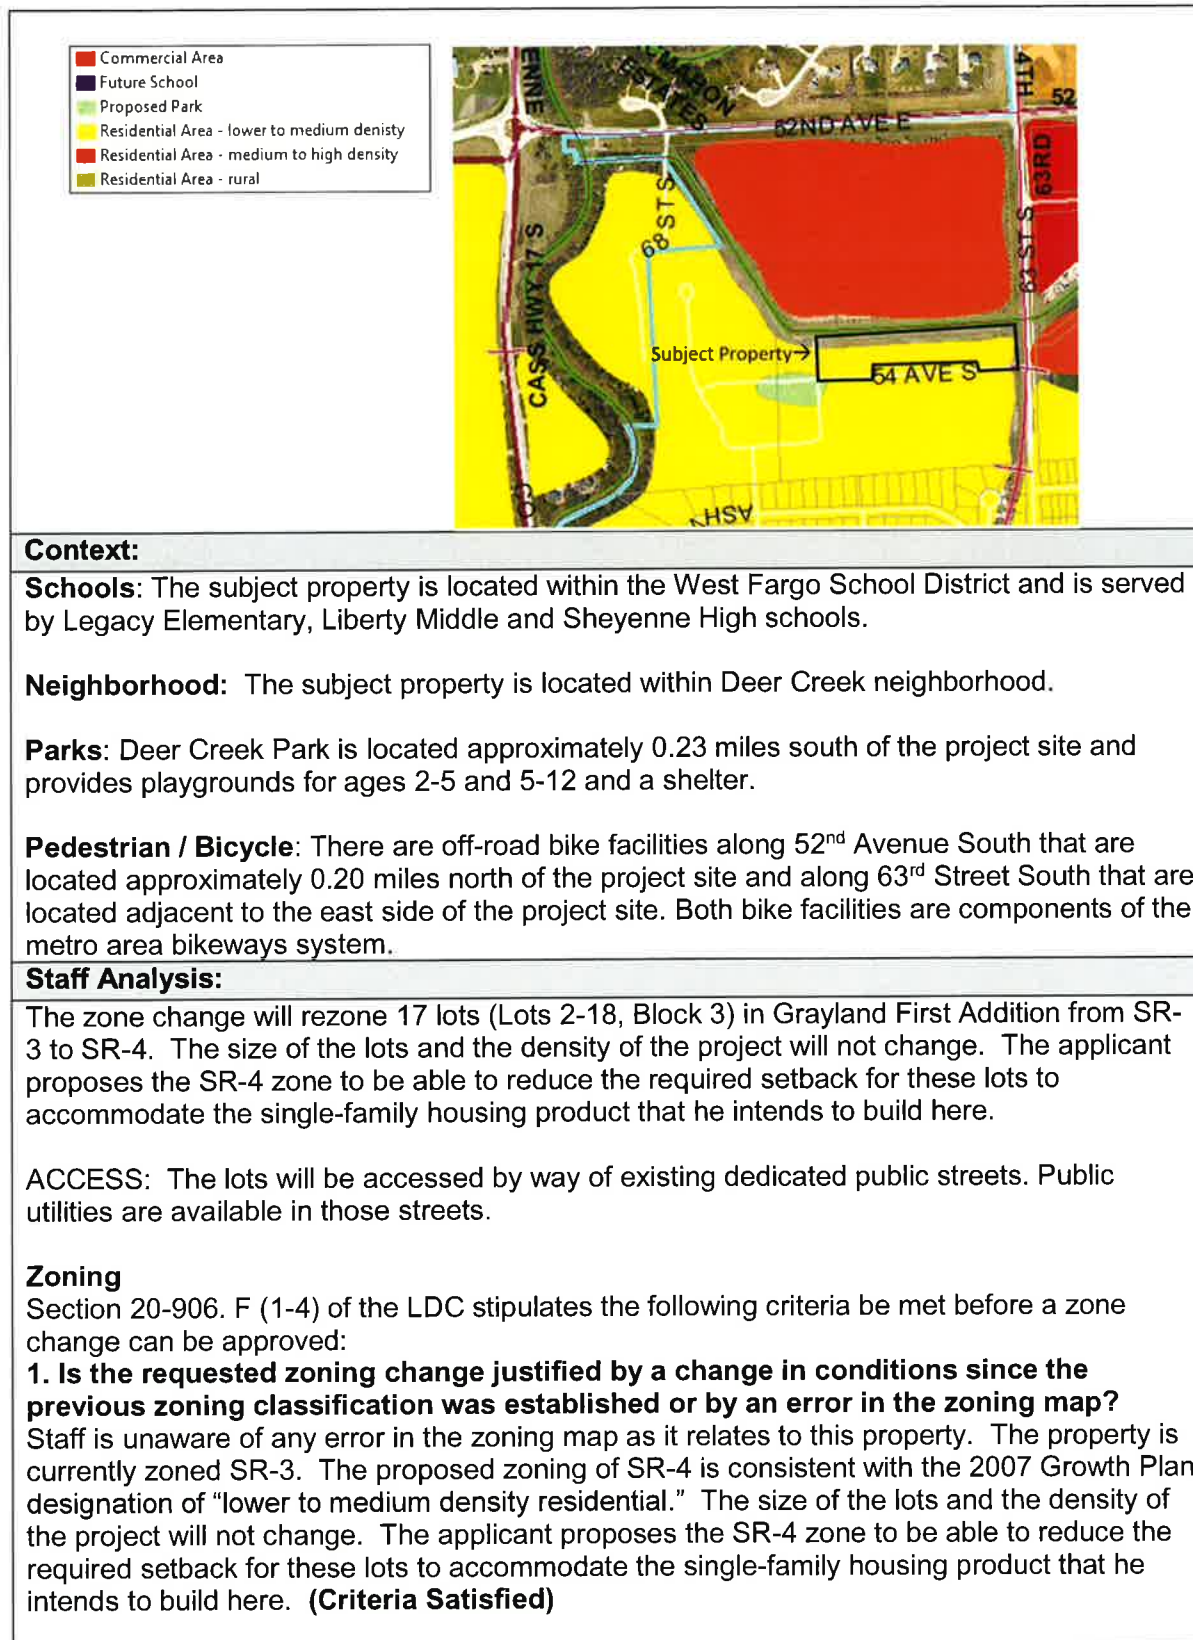 Commercial Area
Future School
Proposed Park
Residential Area - lower to medium denisty
Residential Area - medium to high density
Residential Area - rural
ENNE
ESTATES
52ND AVE E
4TH
52
63RD
63 ST S
68 ST S
CASS HWY 17 S
Subject Property→
54 AVE S
CO
ASH
Context:
Schools: The subject property is located within the West Fargo School District and is served
by Legacy Elementary, Liberty Middle and Sheyenne High schools.
Neighborhood: The subject property is located within Deer Creek neighborhood.
Parks: Deer Creek Park is located approximately 0.23 miles south of the project site and
provides playgrounds for ages 2-5 and 5-12 and a shelter.
Pedestrian / Bicycle: There are off-road bike facilities along 52nd Avenue South that are
located approximately 0.20 miles north of the project site and along 63rd Street South that are
located adjacent to the east side of the project site. Both bike facilities are components of the
metro area bikeways system.
Staff Analysis:
The zone change will rezone 17 lots (Lots 2-18, Block 3) in Grayland First Addition from SR-
3 to SR-4. The size of the lots and the density of the project will not change. The applicant
proposes the SR-4 zone to be able to reduce the required setback for these lots to
accommodate the single-family housing product that he intends to build here.
ACCESS: The lots will be accessed by way of existing dedicated public streets. Public
utilities are available in those streets.
Zoning
Section 20-906. F (1-4) of the LDC stipulates the following criteria be met before a zone
change can be approved:
1. Is the requested zoning change justified by a change in conditions since the
previous zoning classification was established or by an error in the zoning map?
Staff is unaware of any error in the zoning map as it relates to this property. The property is
currently zoned SR-3. The proposed zoning of SR-4 is consistent with the 2007 Growth Plan
designation of “lower to medium density residential.” The size of the lots and the density of
the project will not change. The applicant proposes the SR-4 zone to be able to reduce the
required setback for these lots to accommodate the single-family housing product that he
intends to build here. (Criteria Satisfied)